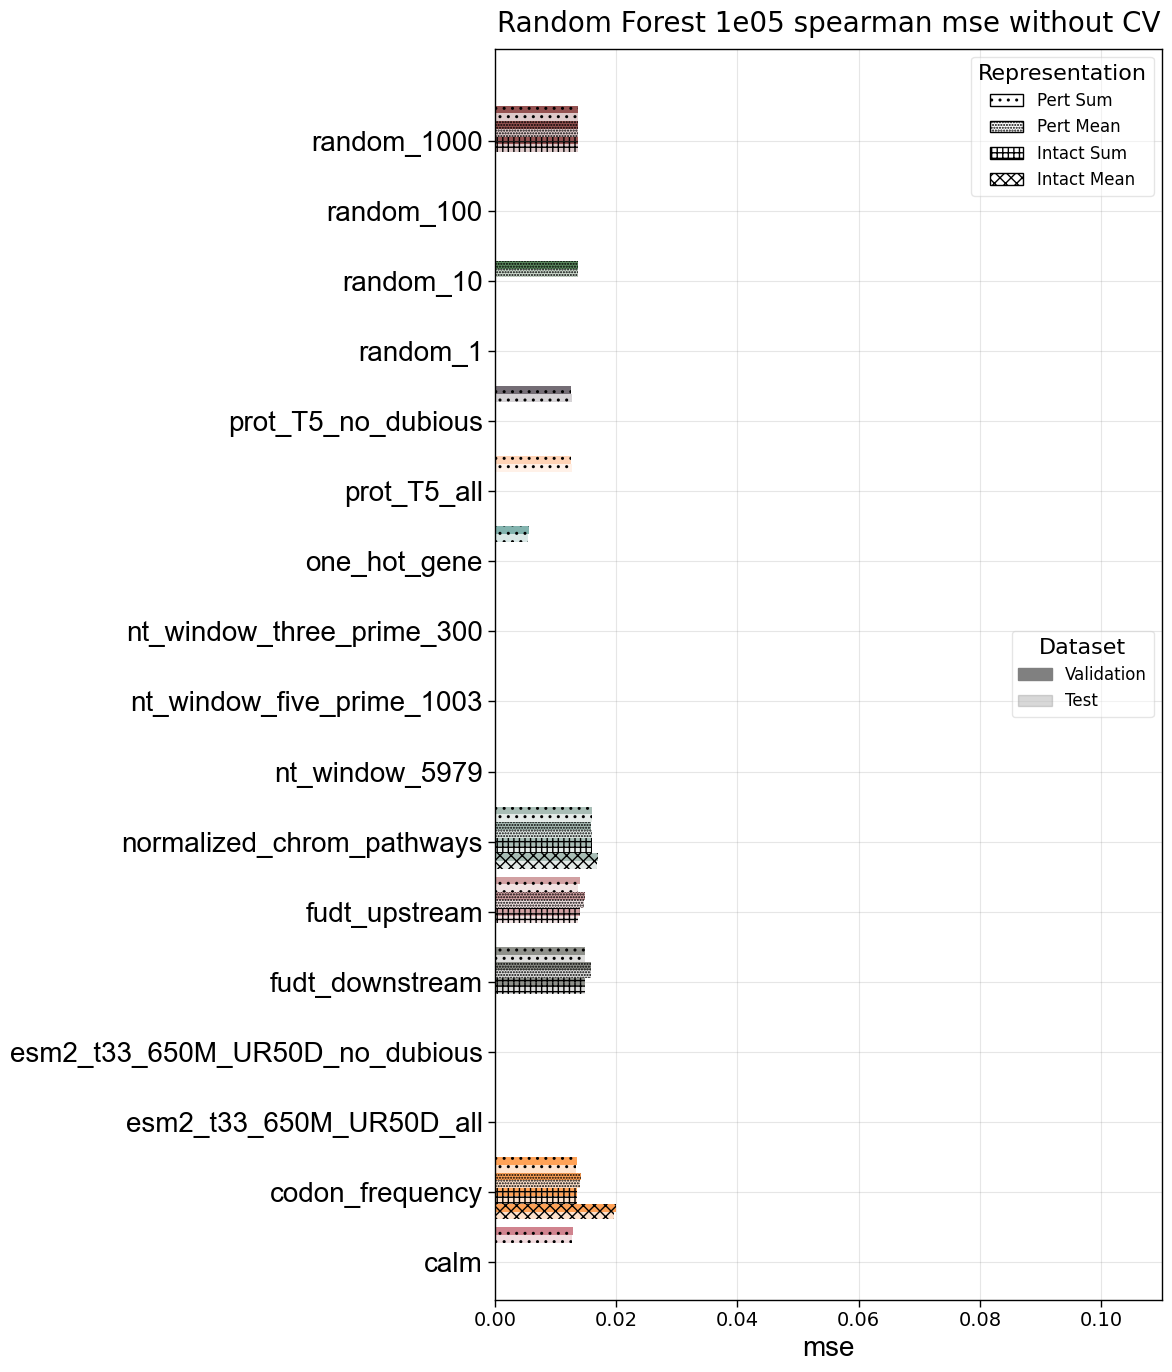 Random Forest 1e05 spearman mse without CV
Representation
Pert Sum
Pert Mean
Intact Sum
Intact Mean
random_1000
random_100
random_10
random_1
prot_T5_no_dubious
prot_T5_all
one_hot_gene
nt_window_three_prime_300
Dataset
Validation
Test
nt_window_five_prime_1003
nt_window_5979
normalized_chrom_pathways
fudt_upstream
fudt_downstream
esm2_t33_650M_UR50D_no_dubious
esm2_t33_650M_UR50D_all
codon_frequency
calm
0.00 0.02 0.04 0.06 0.08 0.10
mse